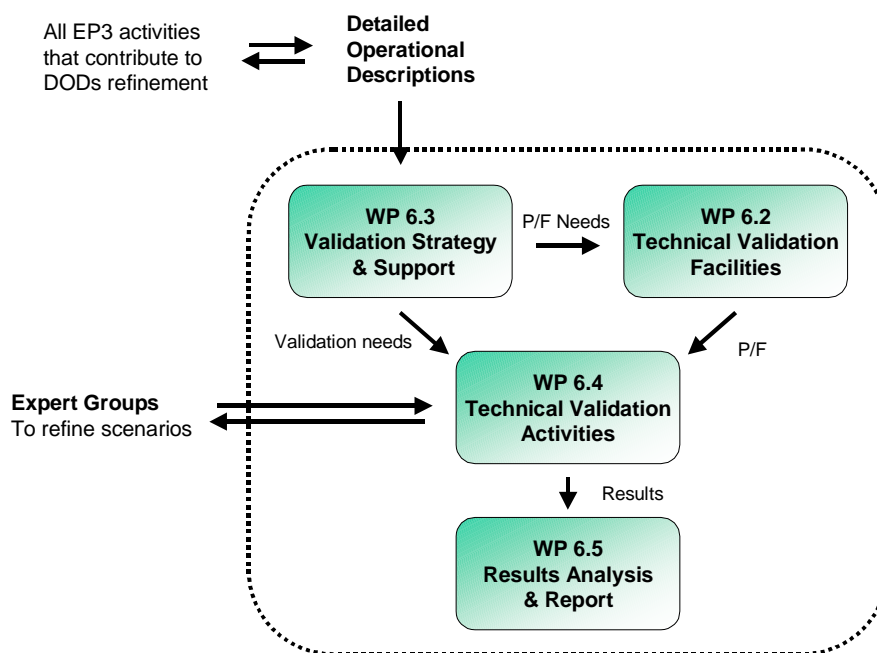 All EP3 activities
that contribute to
DODs refinement
Detailed
Operational
Descriptions
WP 6.3
Validation Strategy
& Support
P/F Needs
WP 6.2
Technical Validation
Facilities
Validation needs
P/F
WP 6.4
Technical Validation
Activities
Expert Groups
To refine scenarios
Results
WP 6.5
Results Analysis
& Report